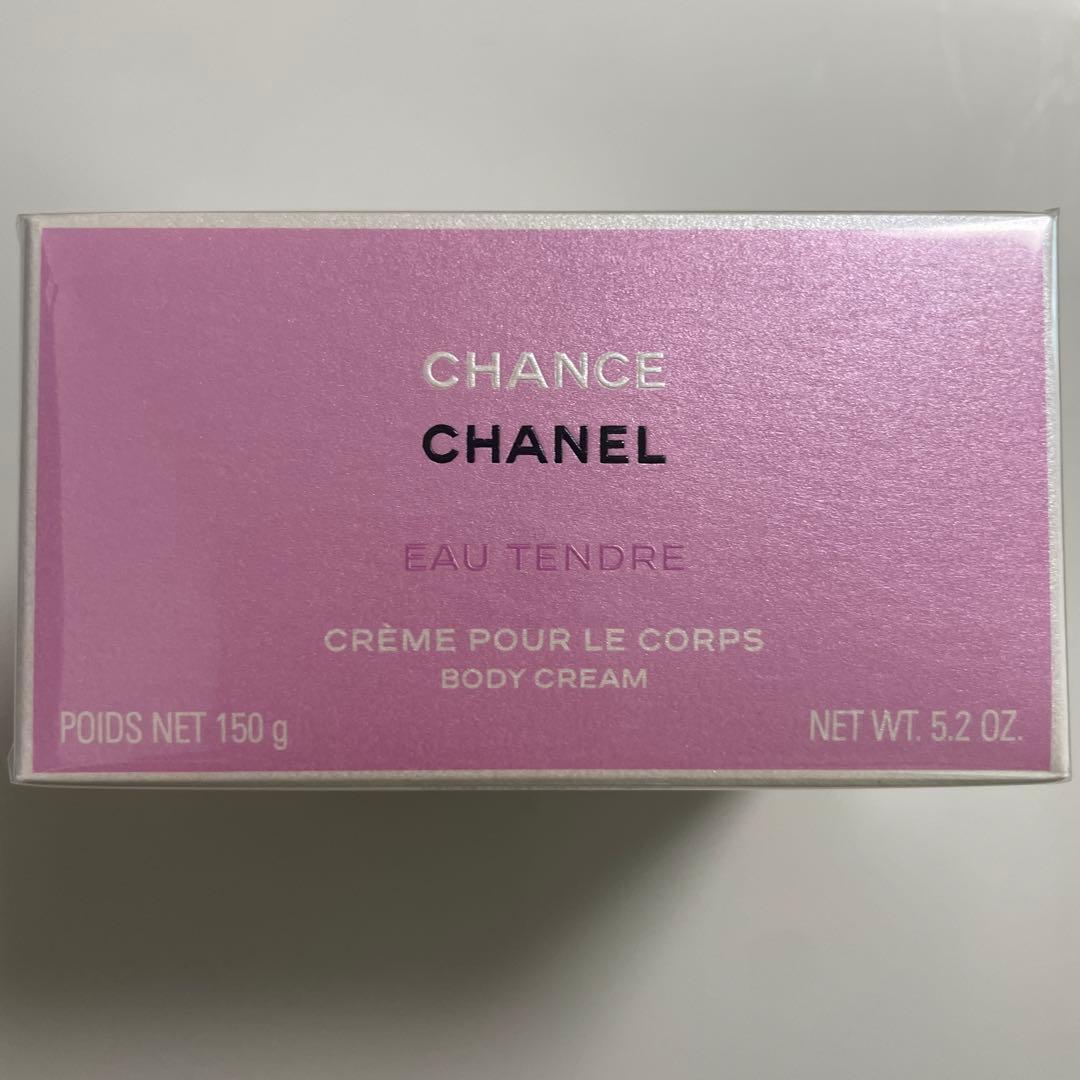 CHANCE
CHANEL
EAU TENDRE
CRÈME POUR LE CORPS
BODY CREAM
POIDS NET 150 g NET WT. 5.2 OZ.